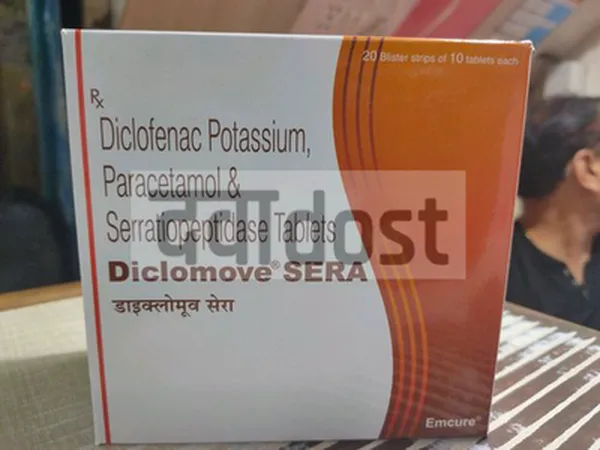 20 Blister strips of 10 tablets each
Rx
Diclofenac Potassium,
Paracetamol &
Serratiopeptidase Tablets
दवाdost
Diclomove® SERA
डाइक्लोमूव सेरा
Emcure®